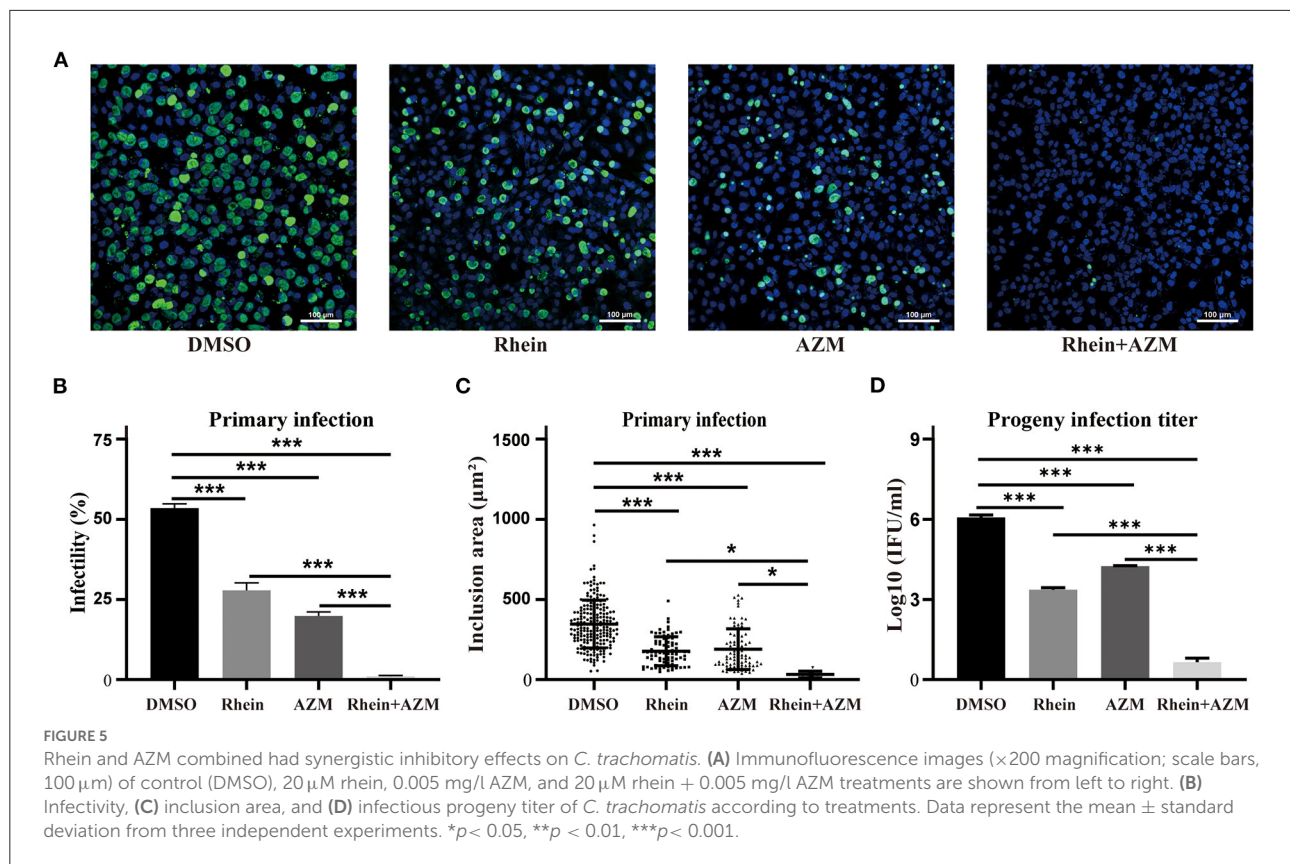 A
100 µm
100 µm
100 µm
100 µm
DMSO
Rhein
AZM
Rhein+AZM
B
Primary infection
Infectility (%)
75
50
25
0
***
***
***
***
***
DMSO
Rhein
AZM
Rhein+AZM
C
Primary infection
Inclusion area (µm²)
1500
1000
500
0
***
***
***
*
*
DMSO
Rhein
AZM
Rhein+AZM
D
Progeny infection titer
Log10 (IFU/ml)
9
6
3
0
***
***
***
***
***
DMSO
Rhein
AZM
Rhein+AZM
FIGURE 5
Rhein and AZM combined had synergistic inhibitory effects on C. trachomatis. (A) Immunofluorescence images (×200 magnification; scale bars,
100 µm) of control (DMSO), 20 µM rhein, 0.005 mg/l AZM, and 20 µM rhein + 0.005 mg/l AZM treatments are shown from left to right. (B)
Infectivity, (C) inclusion area, and (D) infectious progeny titer of C. trachomatis according to treatments. Data represent the mean ± standard
deviation from three independent experiments. *p< 0.05, **p < 0.01, ***p< 0.001.